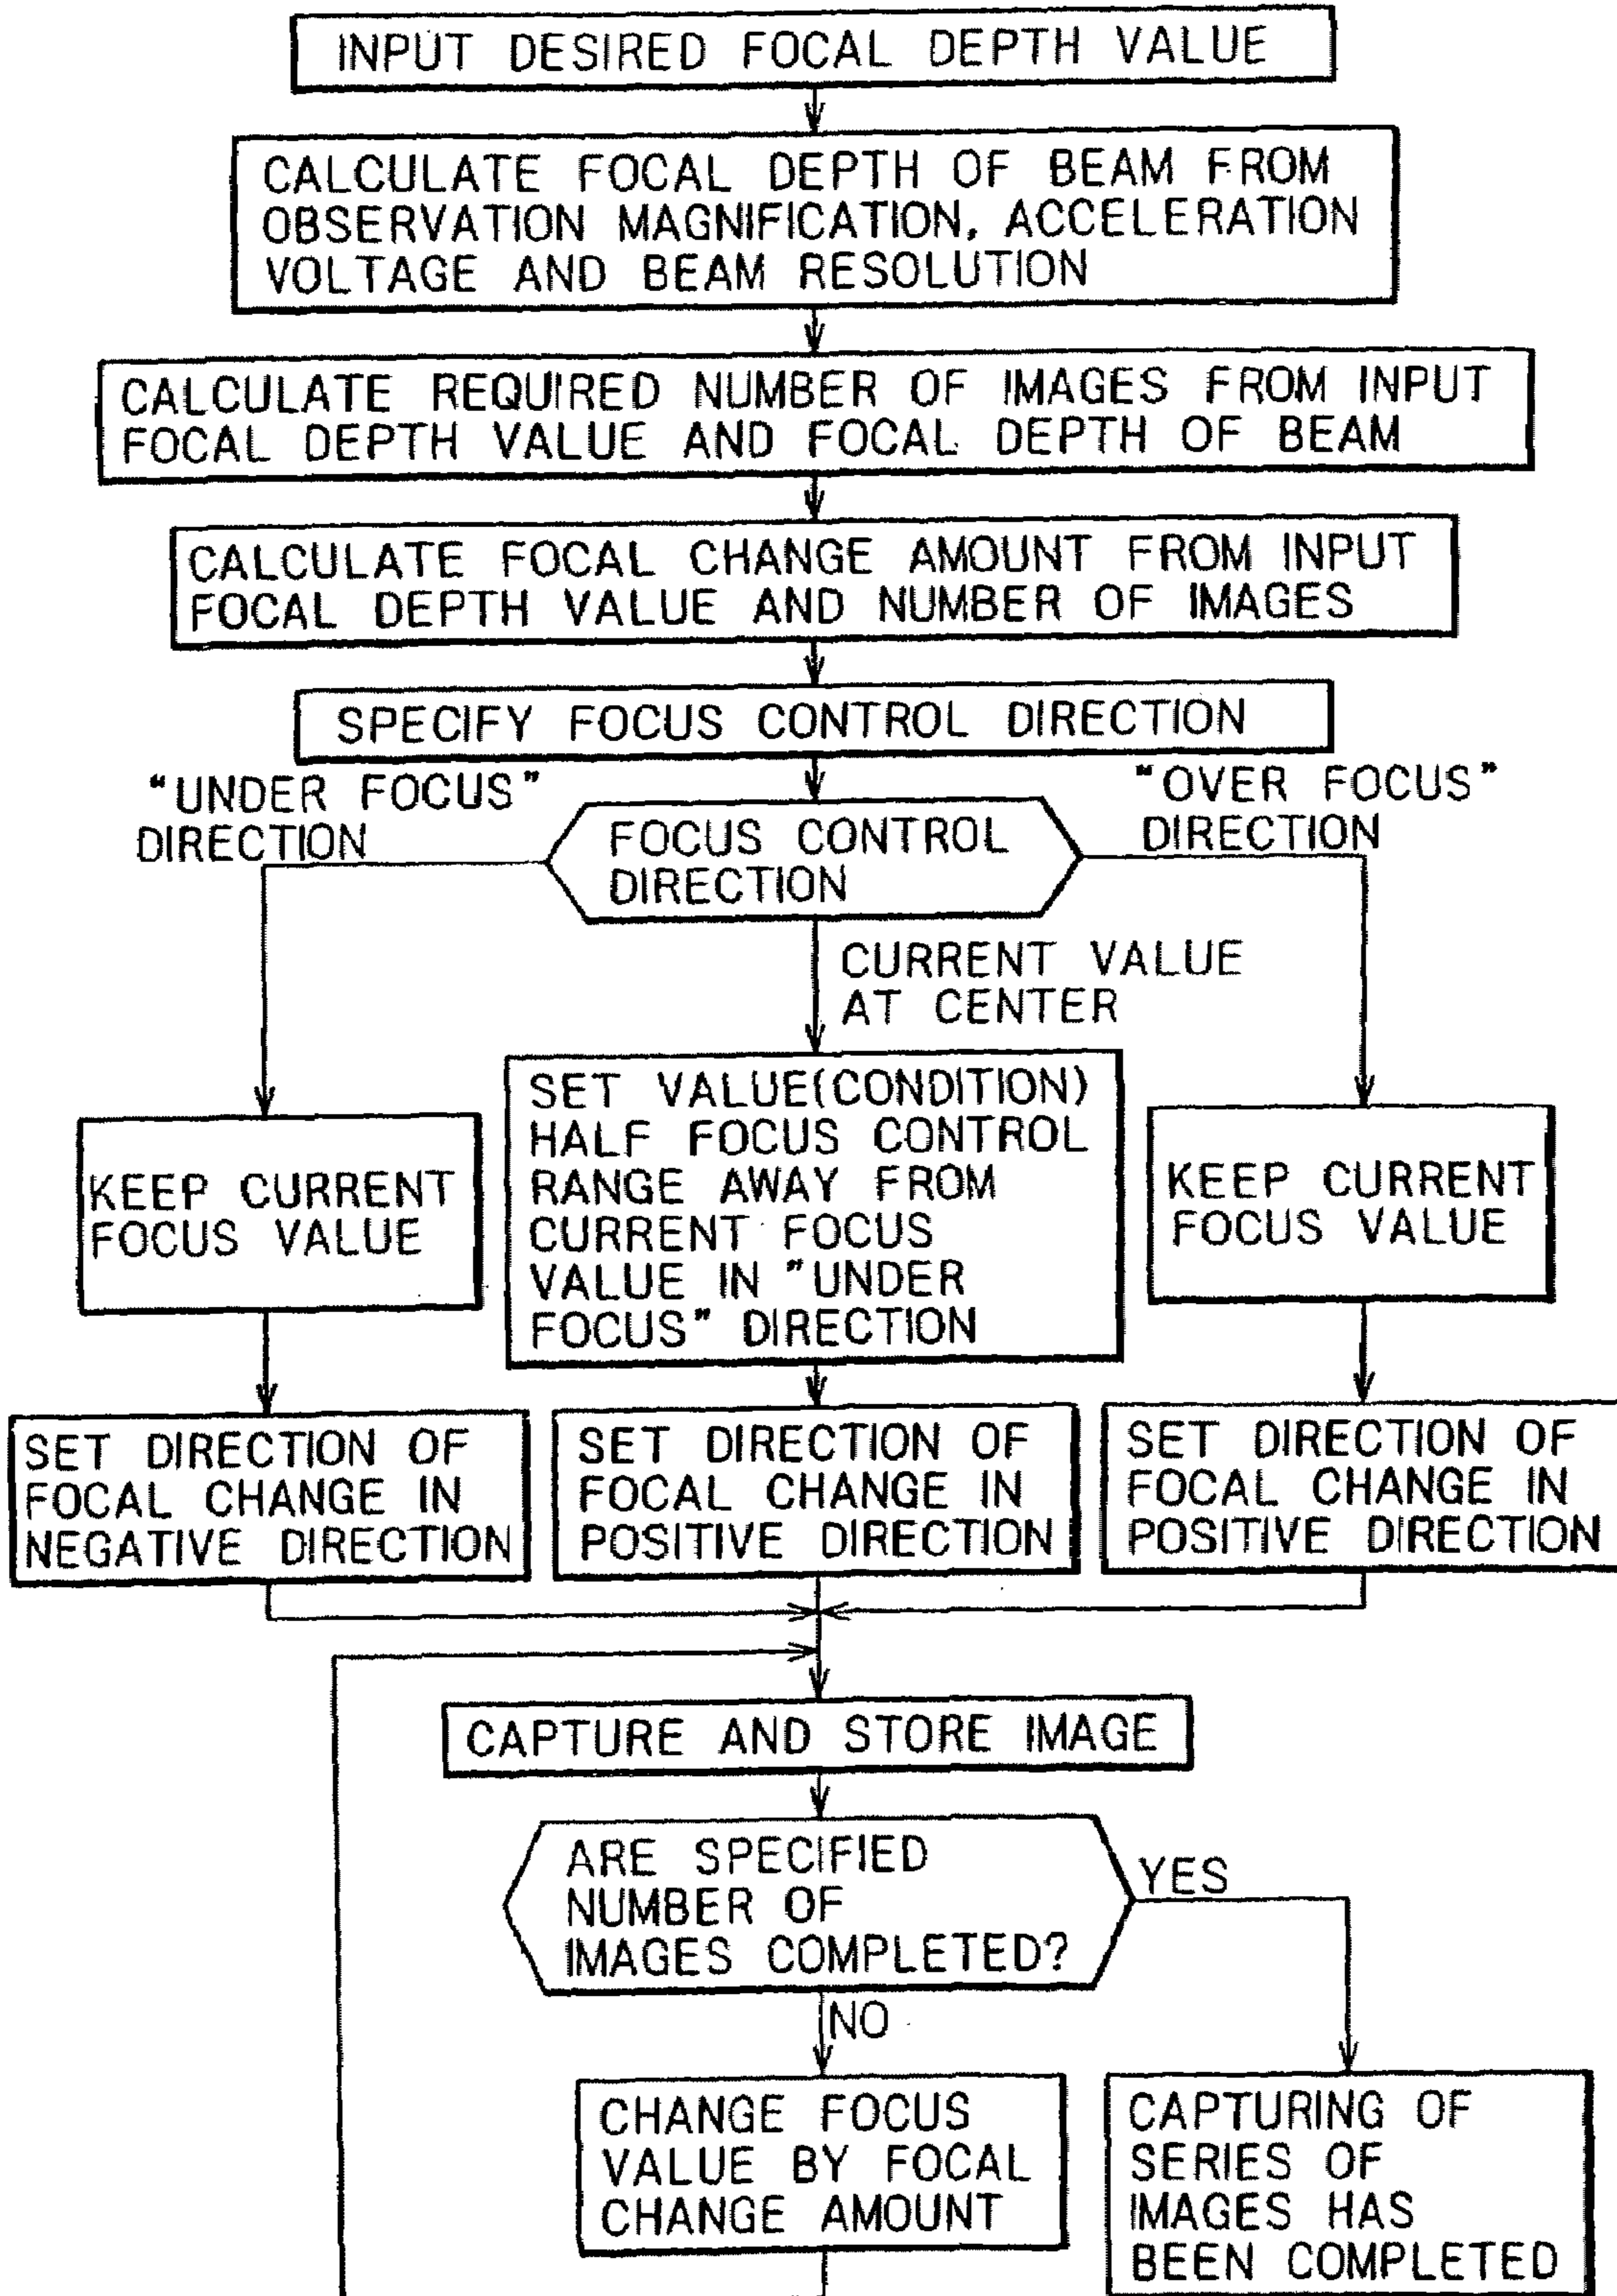 INPUT DESIRED FOCAL DEPTH VALUE
CALCULATE FOCAL DEPTH OF BEAM FROM
OBSERVATION MAGNIFICATION, ACCELERATION
VOLTAGE AND BEAM RESOLUTION
CALCULATE REQUIRED NUMBER OF IMAGES FROM INPUT
FOCAL DEPTH VALUE AND FOCAL DEPTH OF BEAM
CALCULATE FOCAL CHANGE AMOUNT FROM INPUT
FOCAL DEPTH VALUE AND NUMBER OF IMAGES
SPECIFY FOCUS CONTROL DIRECTION
"UNDER FOCUS"
DIRECTION
FOCUS CONTROL
DIRECTION
"OVER FOCUS"
DIRECTION
CURRENT VALUE
AT CENTER
KEEP CURRENT
FOCUS VALUE
SET VALUE(CONDITION)
HALF FOCUS CONTROL
RANGE AWAY FROM
CURRENT FOCUS
VALUE IN "UNDER
FOCUS" DIRECTION
KEEP CURRENT
FOCUS VALUE
SET DIRECTION OF
FOCAL CHANGE IN
NEGATIVE DIRECTION
SET DIRECTION OF
FOCAL CHANGE IN
POSITIVE DIRECTION
SET DIRECTION OF
FOCAL CHANGE IN
POSITIVE DIRECTION
CAPTURE AND STORE IMAGE
ARE SPECIFIED
NUMBER OF
IMAGES COMPLETED?
YES
NO
CHANGE FOCUS
VALUE BY FOCAL
CHANGE AMOUNT
CAPTURING OF
SERIES OF
IMAGES HAS
BEEN COMPLETED